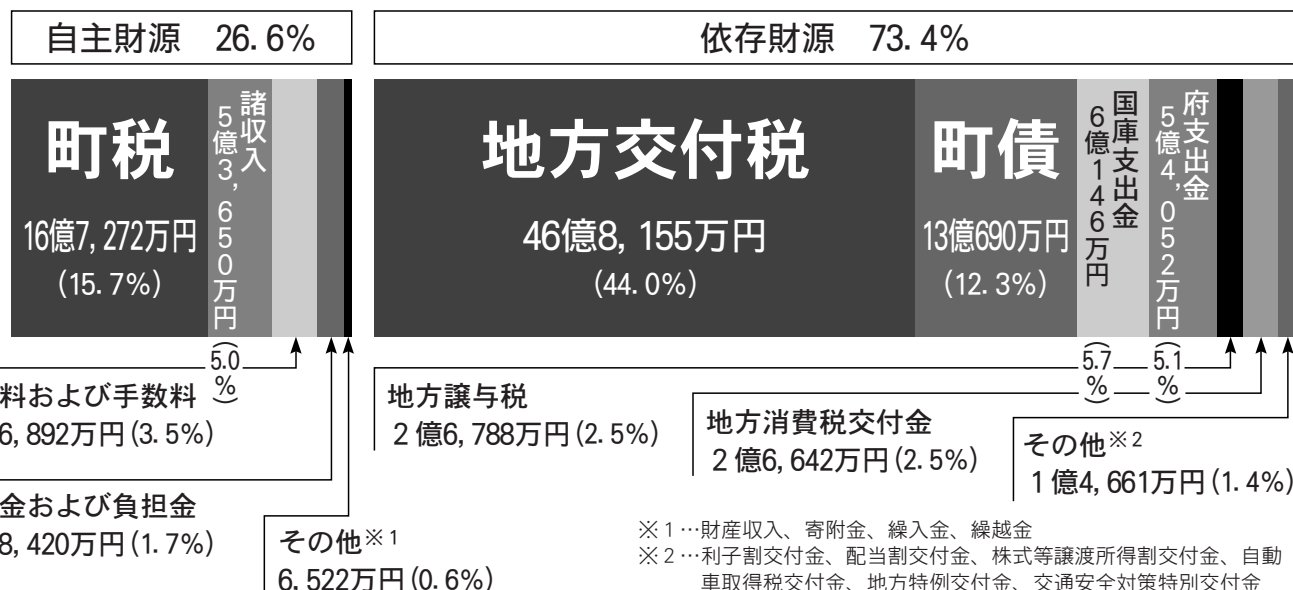 自主財源 26.6%
依存財源 73.4%
町税
16億7,272万円
(15.7%)
諸収入
5億3,650万円
(5.0%)
地方交付税
46億8,155万円
(44.0%)
町債
13億690万円
(12.3%)
国庫支出金
6億146万円
(5.7%)
府支出金
5億4,052万円
(5.1%)
料および手数料
6,892万円(3.5%)
金および負担金
8,420万円(1.7%)
その他※1
6,522万円(0.6%)
地方譲与税
2億6,788万円(2.5%)
地方消費税交付金
2億6,642万円(2.5%)
その他※2
1億4,661万円(1.4%)
※1…財産収入、寄附金、繰入金、繰越金
※2…利子割交付金、配当割交付金、株式等譲渡所得割交付金、自動
車取得税交付金、地方特例交付金、交通安全対策特別交付金